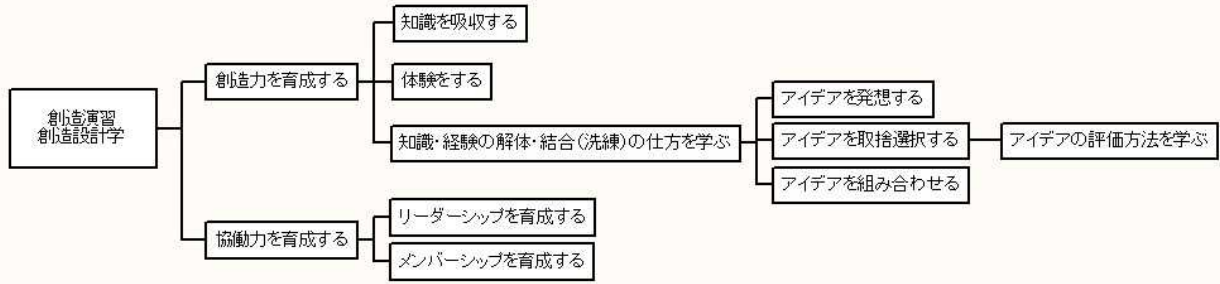 創造演習
創造設計学
創造力を育成する
知識を吸収する
体験をする
知識・経験の解体・結合(洗練)の仕方を学ぶ
アイデアを発想する
アイデアを取捨選択する
アイデアの評価方法を学ぶ
アイデアを組み合わせる
協働力を育成する
リーダーシップを育成する
メンバーシップを育成する